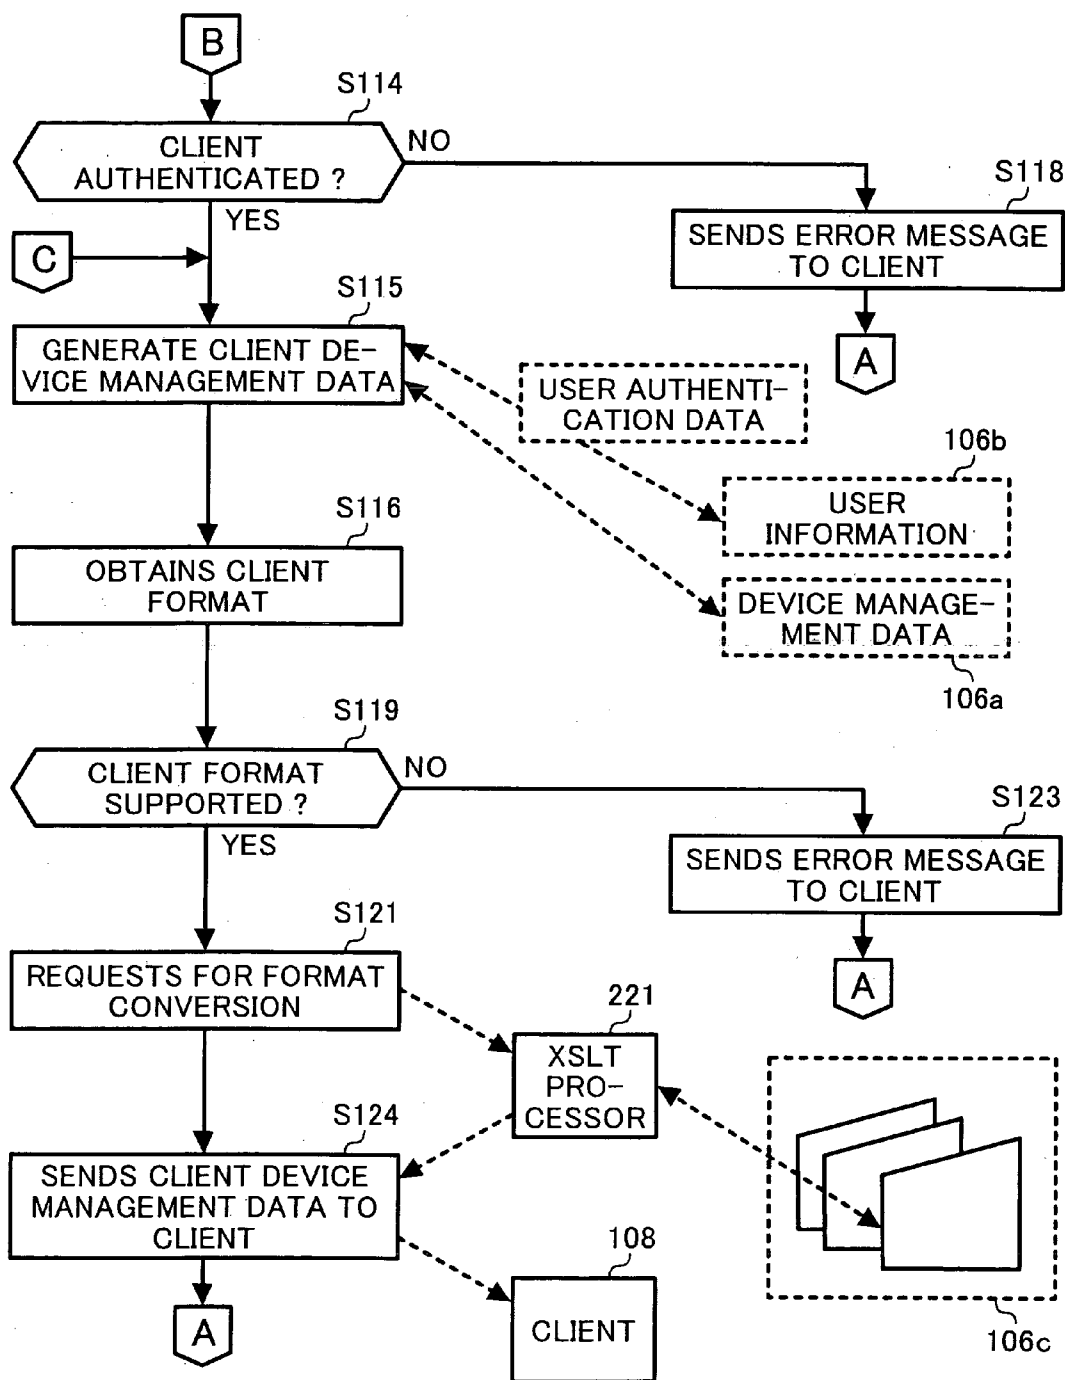 B
S114
CLIENT
AUTHENTICATED ?
NO
YES
S118
SENDS ERROR MESSAGE
TO CLIENT
A
C
S115
GENERATE CLIENT DE-
VICE MANAGEMENT DATA
USER AUTHENTI-
CATION DATA
106b
USER
INFORMATION
DEVICE MANAGE-
MENT DATA
106a
S116
OBTAINS CLIENT
FORMAT
S119
CLIENT FORMAT
SUPPORTED ?
NO
YES
S123
SENDS ERROR MESSAGE
TO CLIENT
A
S121
REQUESTS FOR FORMAT
CONVERSION
221
XSLT
PRO-
CESSOR
106c
S124
SENDS CLIENT DEVICE
MANAGEMENT DATA TO
CLIENT
108
CLIENT
A